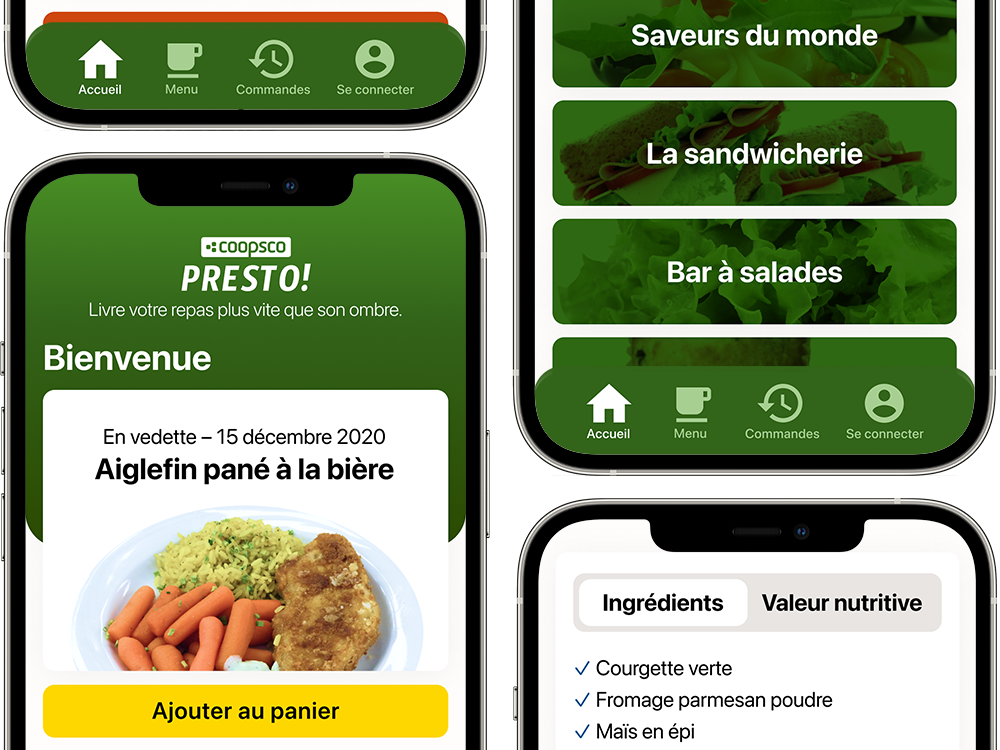 Accueil
Menu
Commandes
Se connecter
coopsco
PRESTO!
Livre votre repas plus vite que son ombre.
Bienvenue
En vedette – 15 décembre 2020
Aiglefin pané à la bière
Ajouter au panier
Saveurs du monde
La sandwicherie
Bar à salades
Accueil
Menu
Commandes
Se connecter
Ingrédients
Valeur nutritive
Courgette verte
Fromage parmesan poudre
Maïs en épi